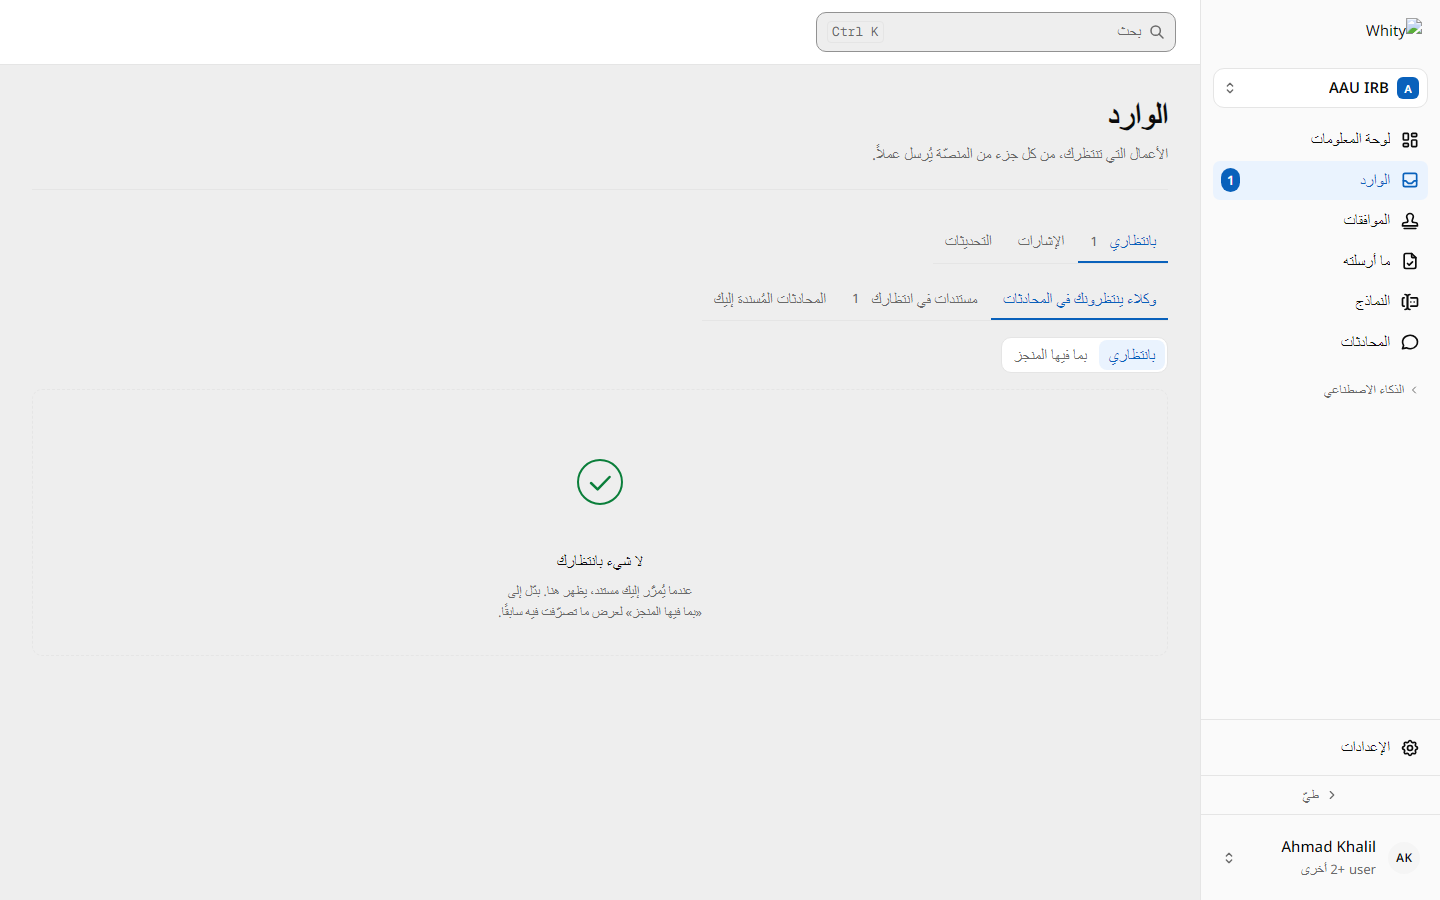 Whity
A AAU IRB
لوحة المعلومات
الوارد 1
الموافقات
ما أرسلته
النماذج
المحادثات
الذكاء الاصطناعي
الإعدادات
طيّ
AK Ahmad Khalil
user +2 أخرى
بحث Ctrl K
الوارد
الأعمال التي تنتظرك، من كل جزء من المنصّة يُرسل عملاً.
بانتظاري 1 الإشارات التحديثات
وكلاء ينتظرونك في المحادثات مستندات في انتظارك 1 المحادثات المُسندة إليك
بانتظاري بما فيها المنجز
لا شيء بانتظارك
عندما يُمرَّر إليك مستند، يظهر هنا. بدّل إلى
«بما فيها المنجز» لعرض ما تصرّفت فيه سابقًا.